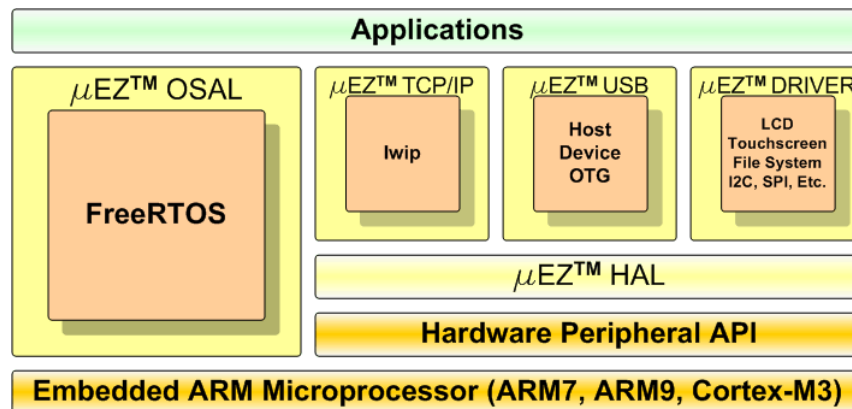 Applications
μEZ™ OSAL
FreeRTOS
μEZ™ TCP/IP
lwip
μEZ™ USB
Host
Device
OTG
μEZ™ DRIVER
LCD
Touchscreen
File System
I2C, SPI, Etc.
μEZ™ HAL
Hardware Peripheral API
Embedded ARM Microprocessor (ARM7, ARM9, Cortex-M3)